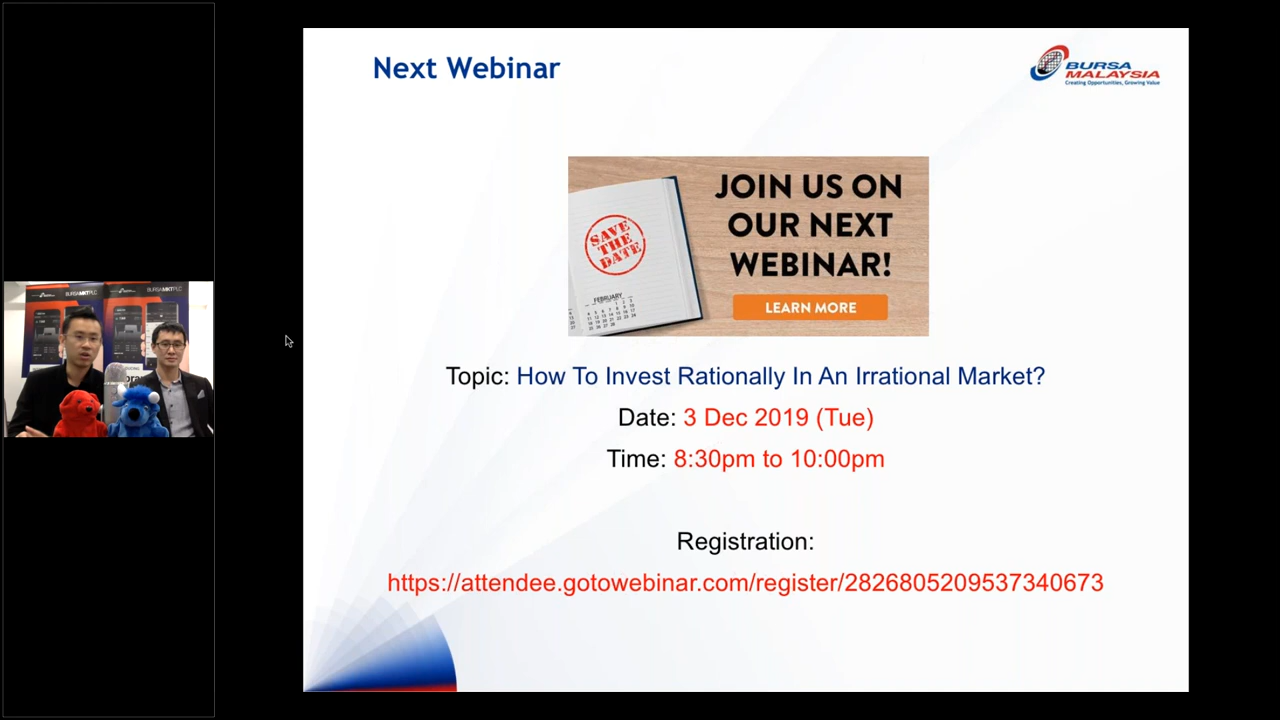 Next Webinar
BURSA
MALAYSIA
Creating Opportunities, Growing Value
JOIN US ON
OUR NEXT
WEBINAR!
LEARN MORE
SAVE
THE
DATE
FEBRUARY
BURSAMKTPLC
BURSAMKTPLC
Topic: How To Invest Rationally In An Irrational Market?
Date: 3 Dec 2019 (Tue)
Time: 8:30pm to 10:00pm
Registration:
https://attendee.gotowebinar.com/register/2826805209537340673